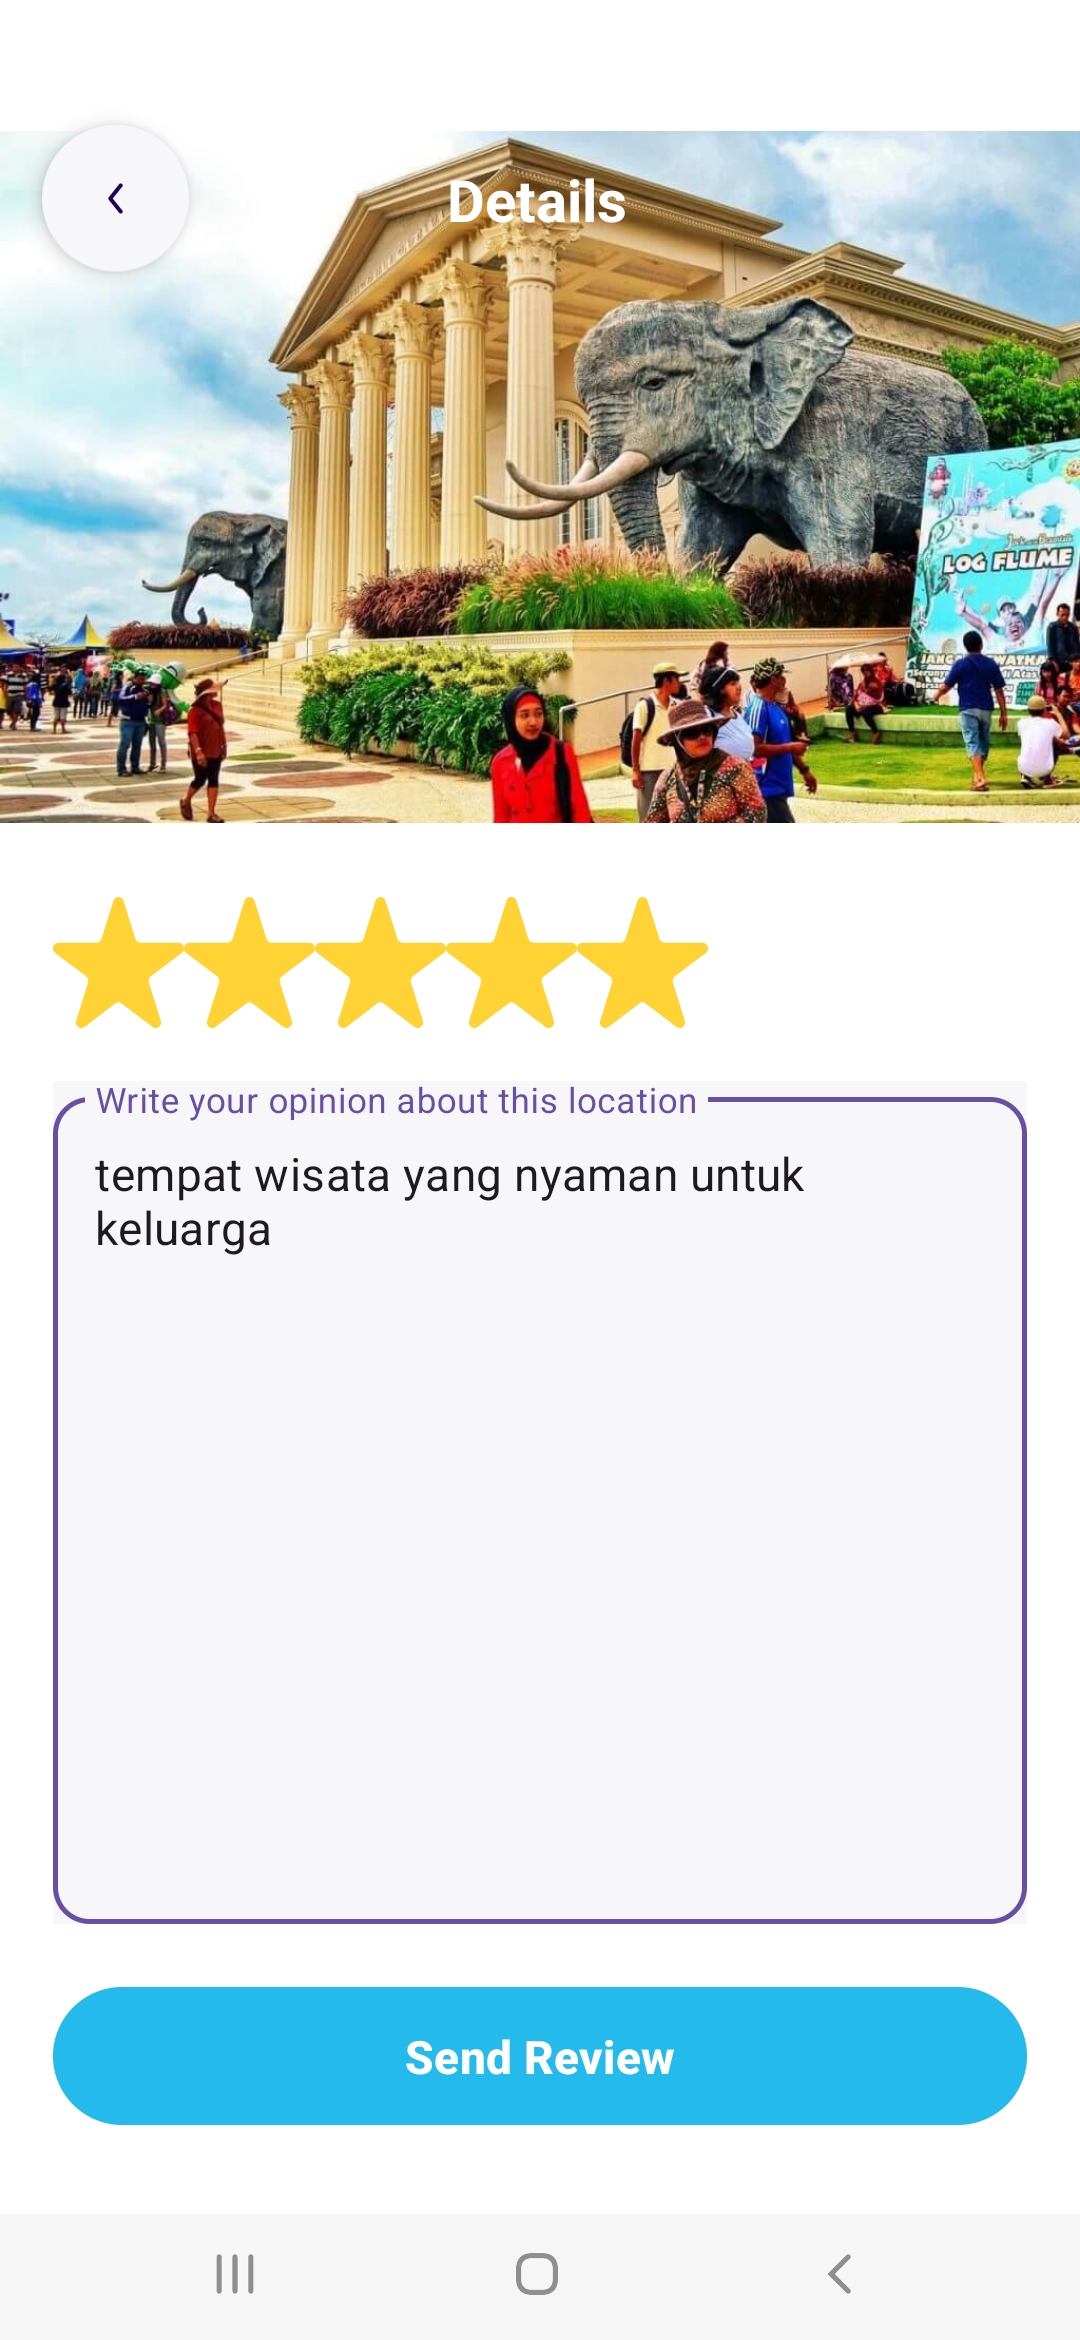 Details
LOG FLUME
Write your opinion about this location
tempat wisata yang nyaman untuk
keluarga
Send Review